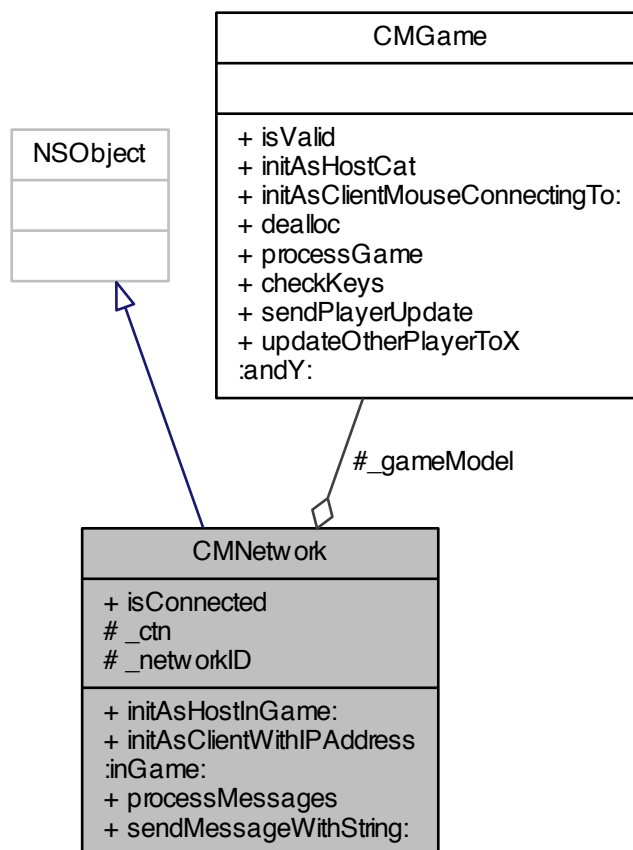 CMGame
+ isValid
+ initAsHostCat
+ initAsClientMouseConnectingTo:
+ dealloc
+ processGame
+ checkKeys
+ sendPlayerUpdate
+ updateOtherPlayerToX
:andY:
NSObject
#_gameModel
CMNetwork
+ isConnected
# _ctn
# _networkID
+ initAsHostInGame:
+ initAsClientWithIPAddress
:inGame:
+ processMessages
+ sendMessageWithString: